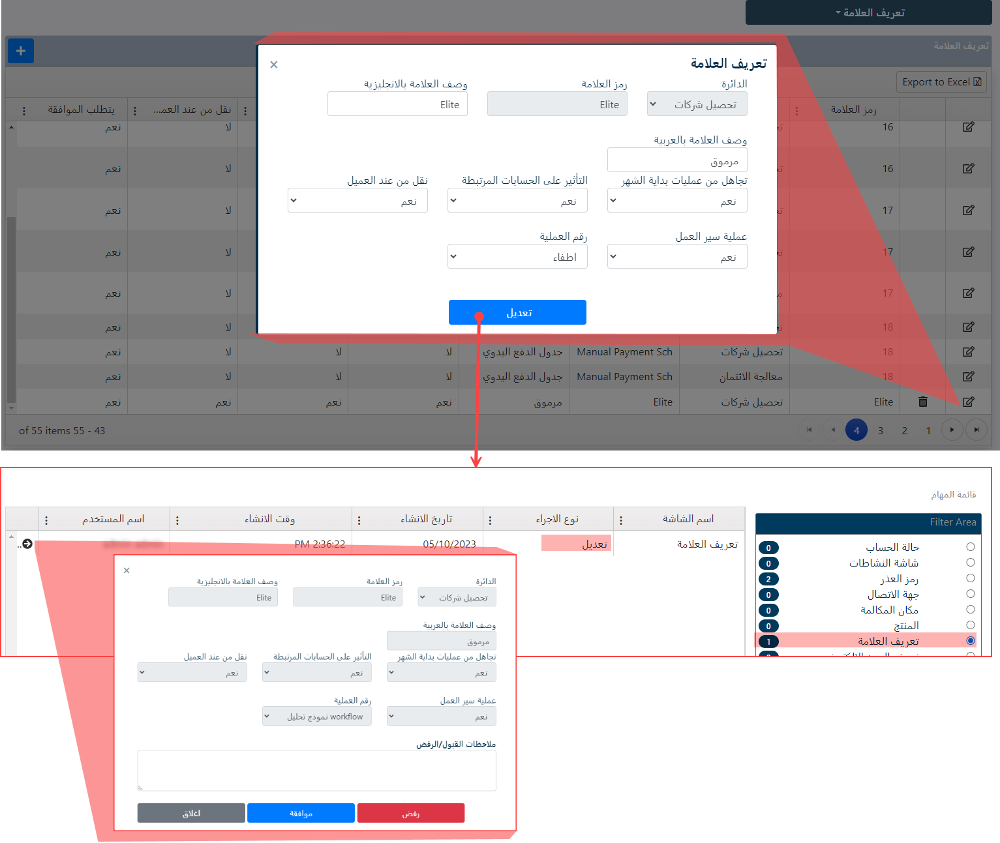 تعريف العلامة
تعريف العلامة
Export to Excel
رمز العلامة
نقل من عند العم...
يتطلب الموافقة
16
لا
نعم
16
لا
نعم
17
لا
نعم
17
لا
نعم
17
لا
نعم
18
لا
نعم
18
تحصيل شركات
Manual Payment Sch
جدول الدفع اليدوي
لا
لا
لا
نعم
18
معالجة الائتمان
Manual Payment Sch
جدول الدفع اليدوي
لا
لا
لا
نعم
Elite
تحصيل شركات
Elite
مرموق
نعم
نعم
نعم
نعم
1 2 3 4
of 55 items 55 - 43
تعريف العلامة
×
الدائرة
رمز العلامة
وصف العلامة بالانجليزية
تحصيل شركات
Elite
Elite
وصف العلامة بالعربية
مرموق
تجاهل من عمليات بداية الشهر
التأثير على الحسابات المرتبطة
نقل من عند العميل
نعم
نعم
نعم
عملية سير العمل
رقم العملية
نعم
اطفاء
تعديل
قائمة المهام
Filter Area
حالة الحساب 0
شاشة النشاطات 0
رمز العذر 2
جهة الاتصال 0
مكان المكالمة 0
المنتج 0
تعريف العلامة 1
اسم الشاشة
نوع الاجراء
تاريخ الانشاء
وقت الانشاء
اسم المستخدم
تعريف العلامة
تعديل
05/10/2023
PM 2:36:22
..
×
الدائرة
رمز العلامة
وصف العلامة بالانجليزية
تحصيل شركات
Elite
Elite
وصف العلامة بالعربية
مرموق
تجاهل من عمليات بداية الشهر
التأثير على الحسابات المرتبطة
نقل من عند العميل
نعم
نعم
نعم
عملية سير العمل
رقم العملية
نعم
workflow نموذج تحليل
ملاحظات القبول/الرفض
رفض
موافقة
اغلاق